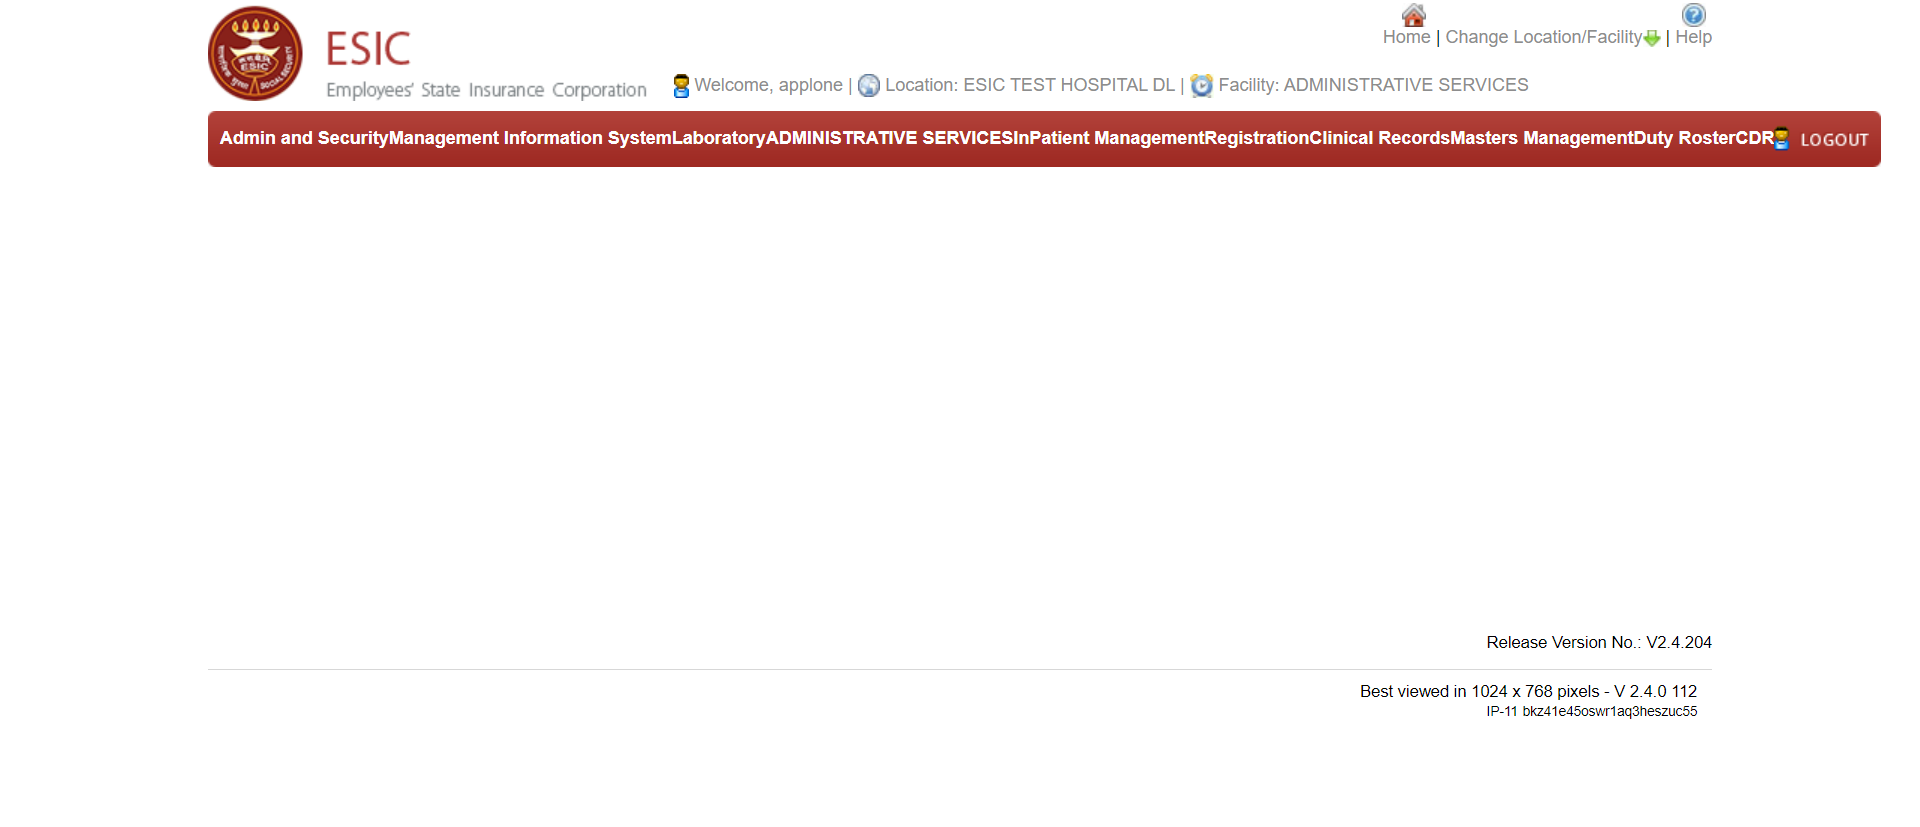 ESIC
Employees' State Insurance Corporation
Home | Change Location/Facility | Help
Welcome, applone | Location: ESIC TEST HOSPITAL DL | Facility: ADMINISTRATIVE SERVICES
Admin and SecurityManagement Information SystemLaboratoryADMINISTRATIVE SERVICESInPatient ManagementRegistrationClinical RecordsMasters ManagementDuty RosterCDR LOGOUT
Release Version No.: V2.4.204
Best viewed in 1024 x 768 pixels - V 2.4.0 112
IP-11 bkz41e45oswr1aq3heszuc55